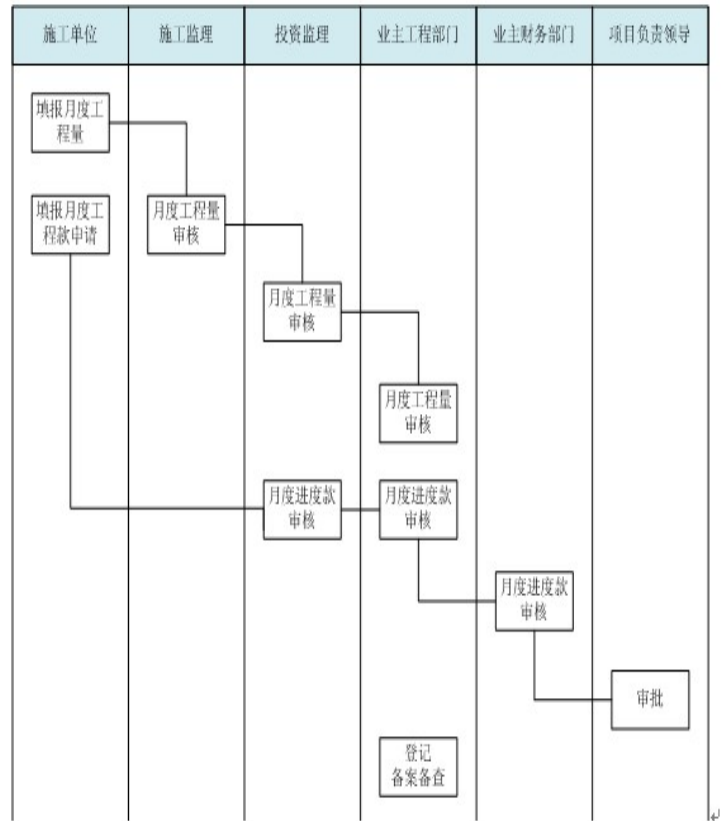 施工单位
施工监理
投资监理
业主工程部门
业主财务部门
项目负责领导
填报月度工
程量
填报月度工
程款申请
月度工程量
审核
月度工程量
审核
月度工程量
审核
月度进度款
审核
月度进度款
审核
月度进度款
审核
审批
登记
备案备查